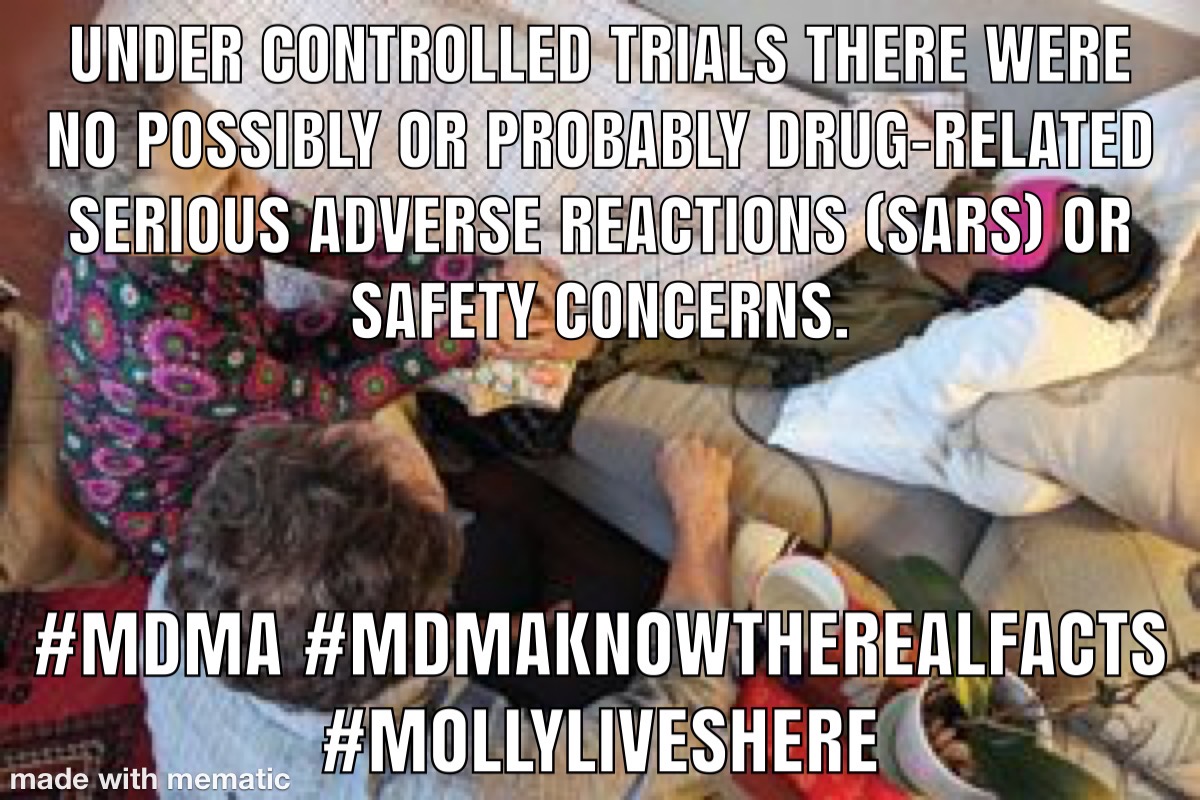 UNDER CONTROLLED TRIALS THERE WERE
NO POSSIBLY OR PROBABLY DRUG-RELATED
SERIOUS ADVERSE REACTIONS (SARS) OR
SAFETY CONCERNS.
#MDMA #MDMAKNOWTHEREALFACTS
#MOLLYLIVESHERE
made with mematic